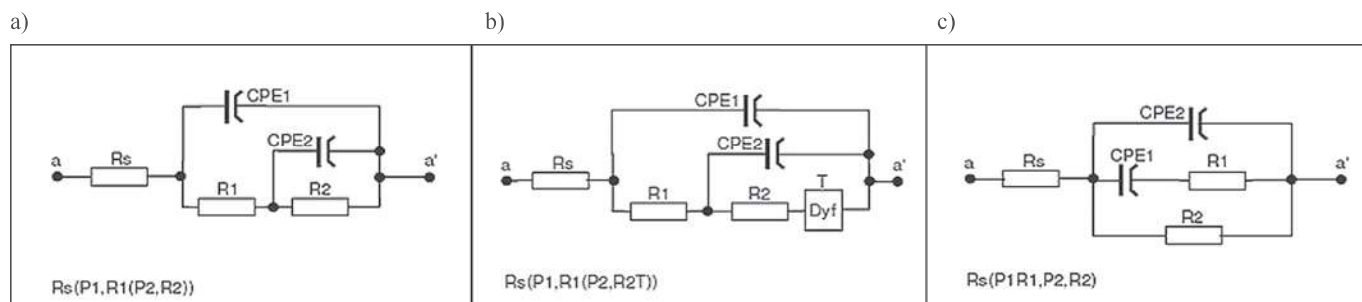 a)
b)
c)
CPE1
CPE2
a
Rs
a'
R1
R2
Rs(P1,R1(P2,R2))
CPE1
CPE2
a
Rs
a'
T
R1
R2
Dyf
Rs(P1,R1(P2,R2T))
CPE2
a
Rs
CPE1
R1
a'
R2
Rs(P1R1,P2,R2)